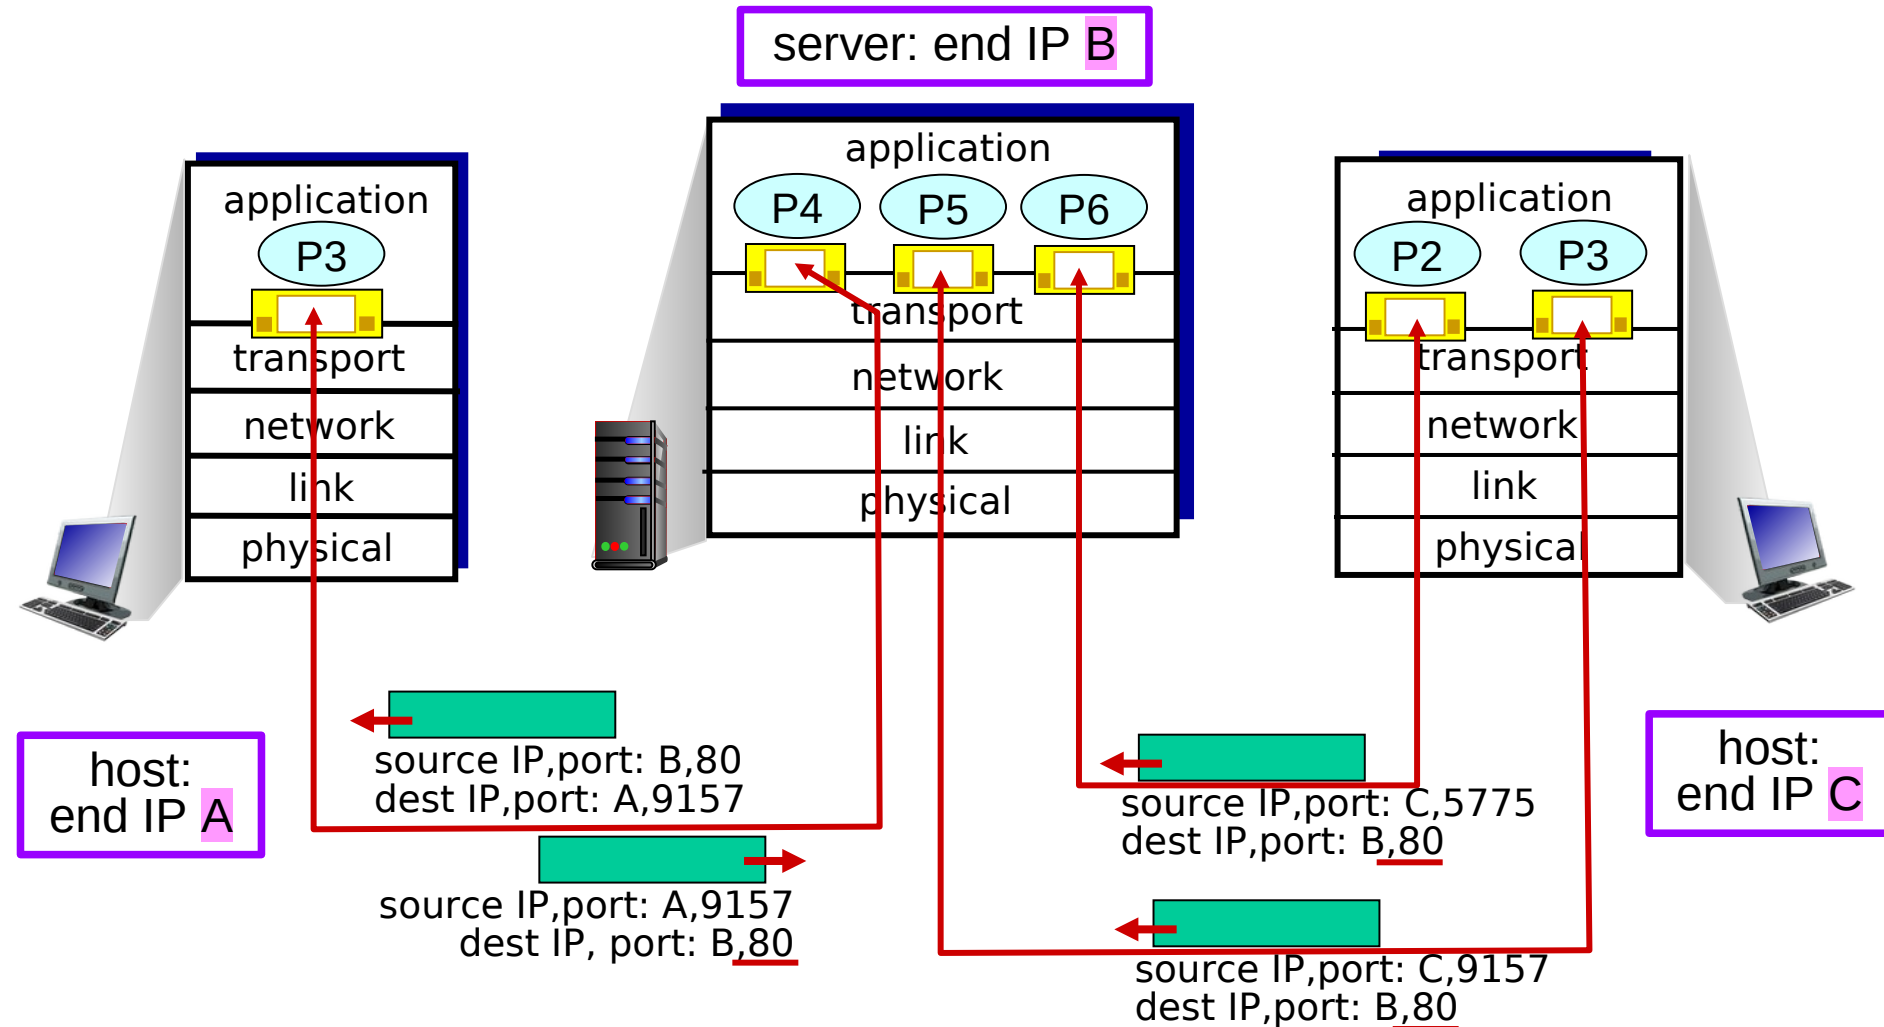 server: end IP B
application
P3
transport
network
link
physical
application
P4
P5
P6
transport
network
link
physical
application
P2
P3
transport
network
link
physical
host:
end IP A
source IP,port: B,80
dest IP,port: A,9157
source IP,port: A,9157
dest IP, port: B,80
source IP,port: C,5775
dest IP,port: B,80
source IP,port: C,9157
dest IP,port: B,80
host:
end IP C